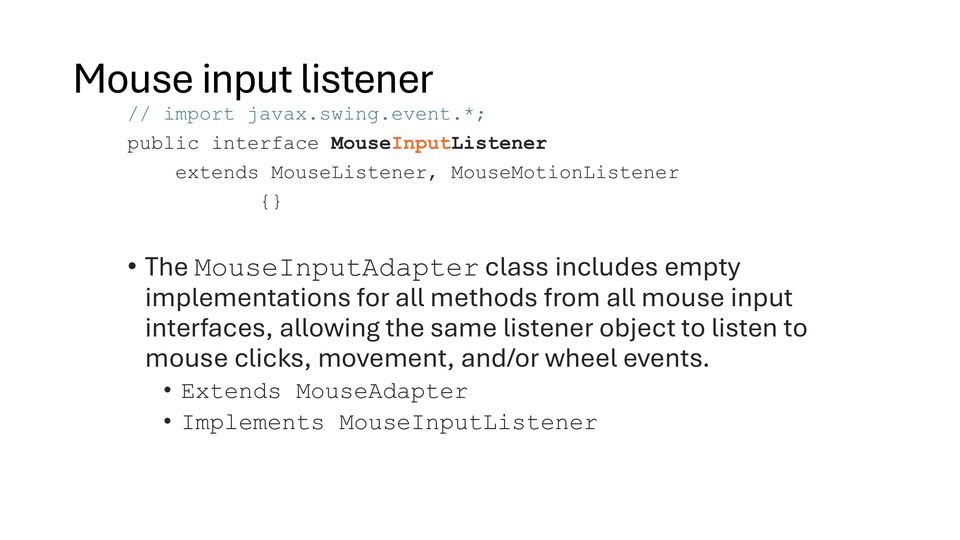 Mouse input listener
// import javax.swing.event.*;
public interface MouseInputListener
extends MouseListener, MouseMotionListener
{}
• The MouseInputAdapter class includes empty
implementations for all methods from all mouse input
interfaces, allowing the same listener object to listen to
mouse clicks, movement, and/or wheel events.
• Extends MouseAdapter
• Implements MouseInputListener